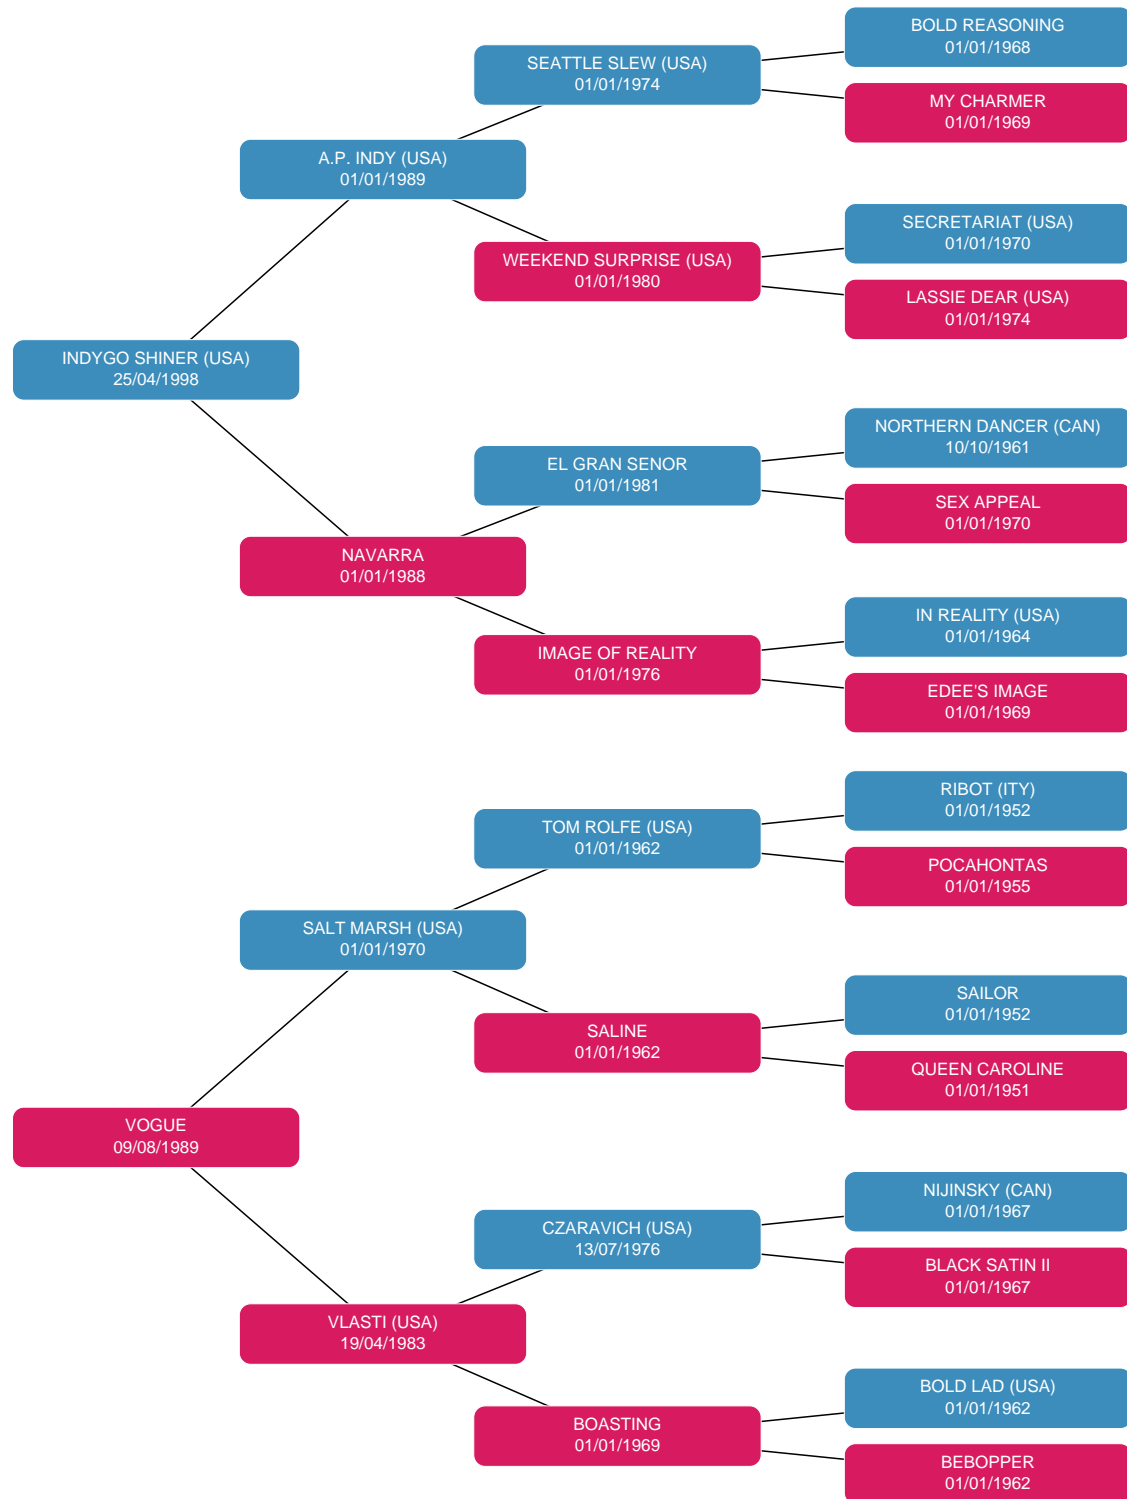 BOLD REASONING
01/01/1968
SEATTLE SLEW (USA)
01/01/1974
MY CHARMER
01/01/1969
A.P. INDY (USA)
01/01/1989
SECRETARIAT (USA)
01/01/1970
WEEKEND SURPRISE (USA)
01/01/1980
LASSIE DEAR (USA)
01/01/1974
INDYGO SHINER (USA)
25/04/1998
NORTHERN DANCER (CAN)
10/10/1961
EL GRAN SENOR
01/01/1981
SEX APPEAL
01/01/1970
NAVARRA
01/01/1988
IN REALITY (USA)
01/01/1964
IMAGE OF REALITY
01/01/1976
EDEE'S IMAGE
01/01/1969
RIBOT (ITY)
01/01/1952
TOM ROLFE (USA)
01/01/1962
POCAHONTAS
01/01/1955
SALT MARSH (USA)
01/01/1970
SAILOR
01/01/1952
SALINE
01/01/1962
QUEEN CAROLINE
01/01/1951
VOGUE
09/08/1989
NIJINSKY (CAN)
01/01/1967
CZARAVICH (USA)
13/07/1976
BLACK SATIN II
01/01/1967
VLASTI (USA)
19/04/1983
BOLD LAD (USA)
01/01/1962
BOASTING
01/01/1969
BEBOPPER
01/01/1962